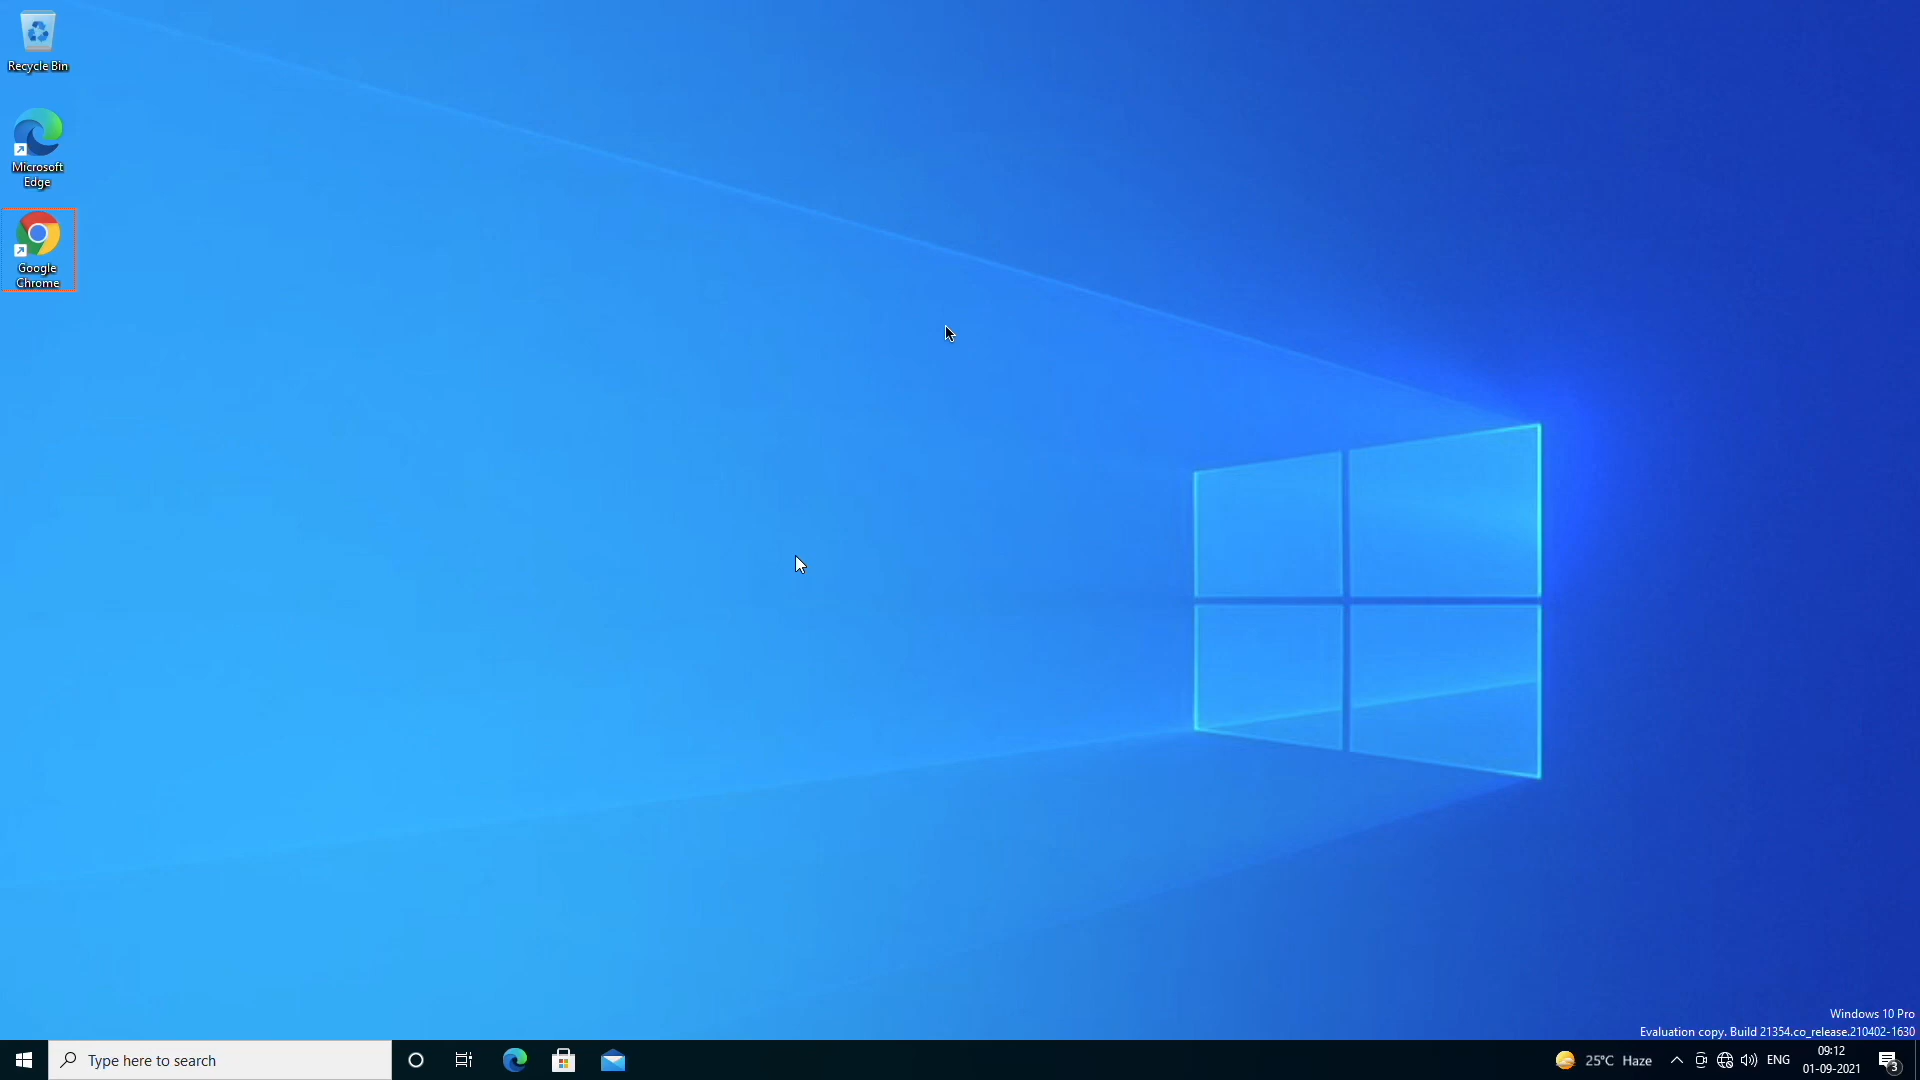 Recycle Bin
Microsoft
Edge
Google
Chrome
Windows 10 Pro
Evaluation copy. Build 21354.co_release.210402-1630
Type here to search
25°C Haze
ENG
09:12
01-09-2021
3